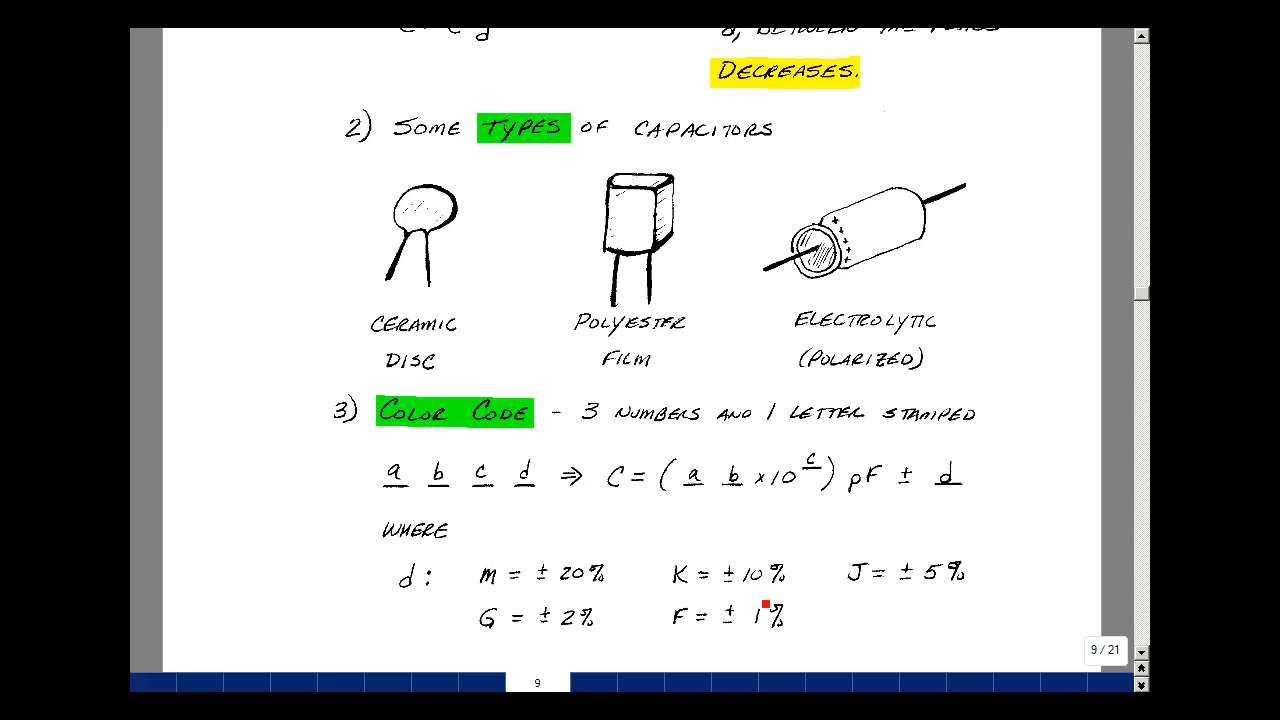 DECREASES.
2) SOME TYPES OF CAPACITORS
CERAMIC DISC
POLYESTER FILM
ELECTROLYTIC (POLARIZED)
3) COLOR CODE - 3 NUMBERS AND 1 LETTER STAMPED
a b c d ⇒ C = ( a b x 10^c ) pF ± d
WHERE
d: M = ± 20% K = ± 10% J = ± 5%
G = ± 2% F = ± 1%
9 / 21
9